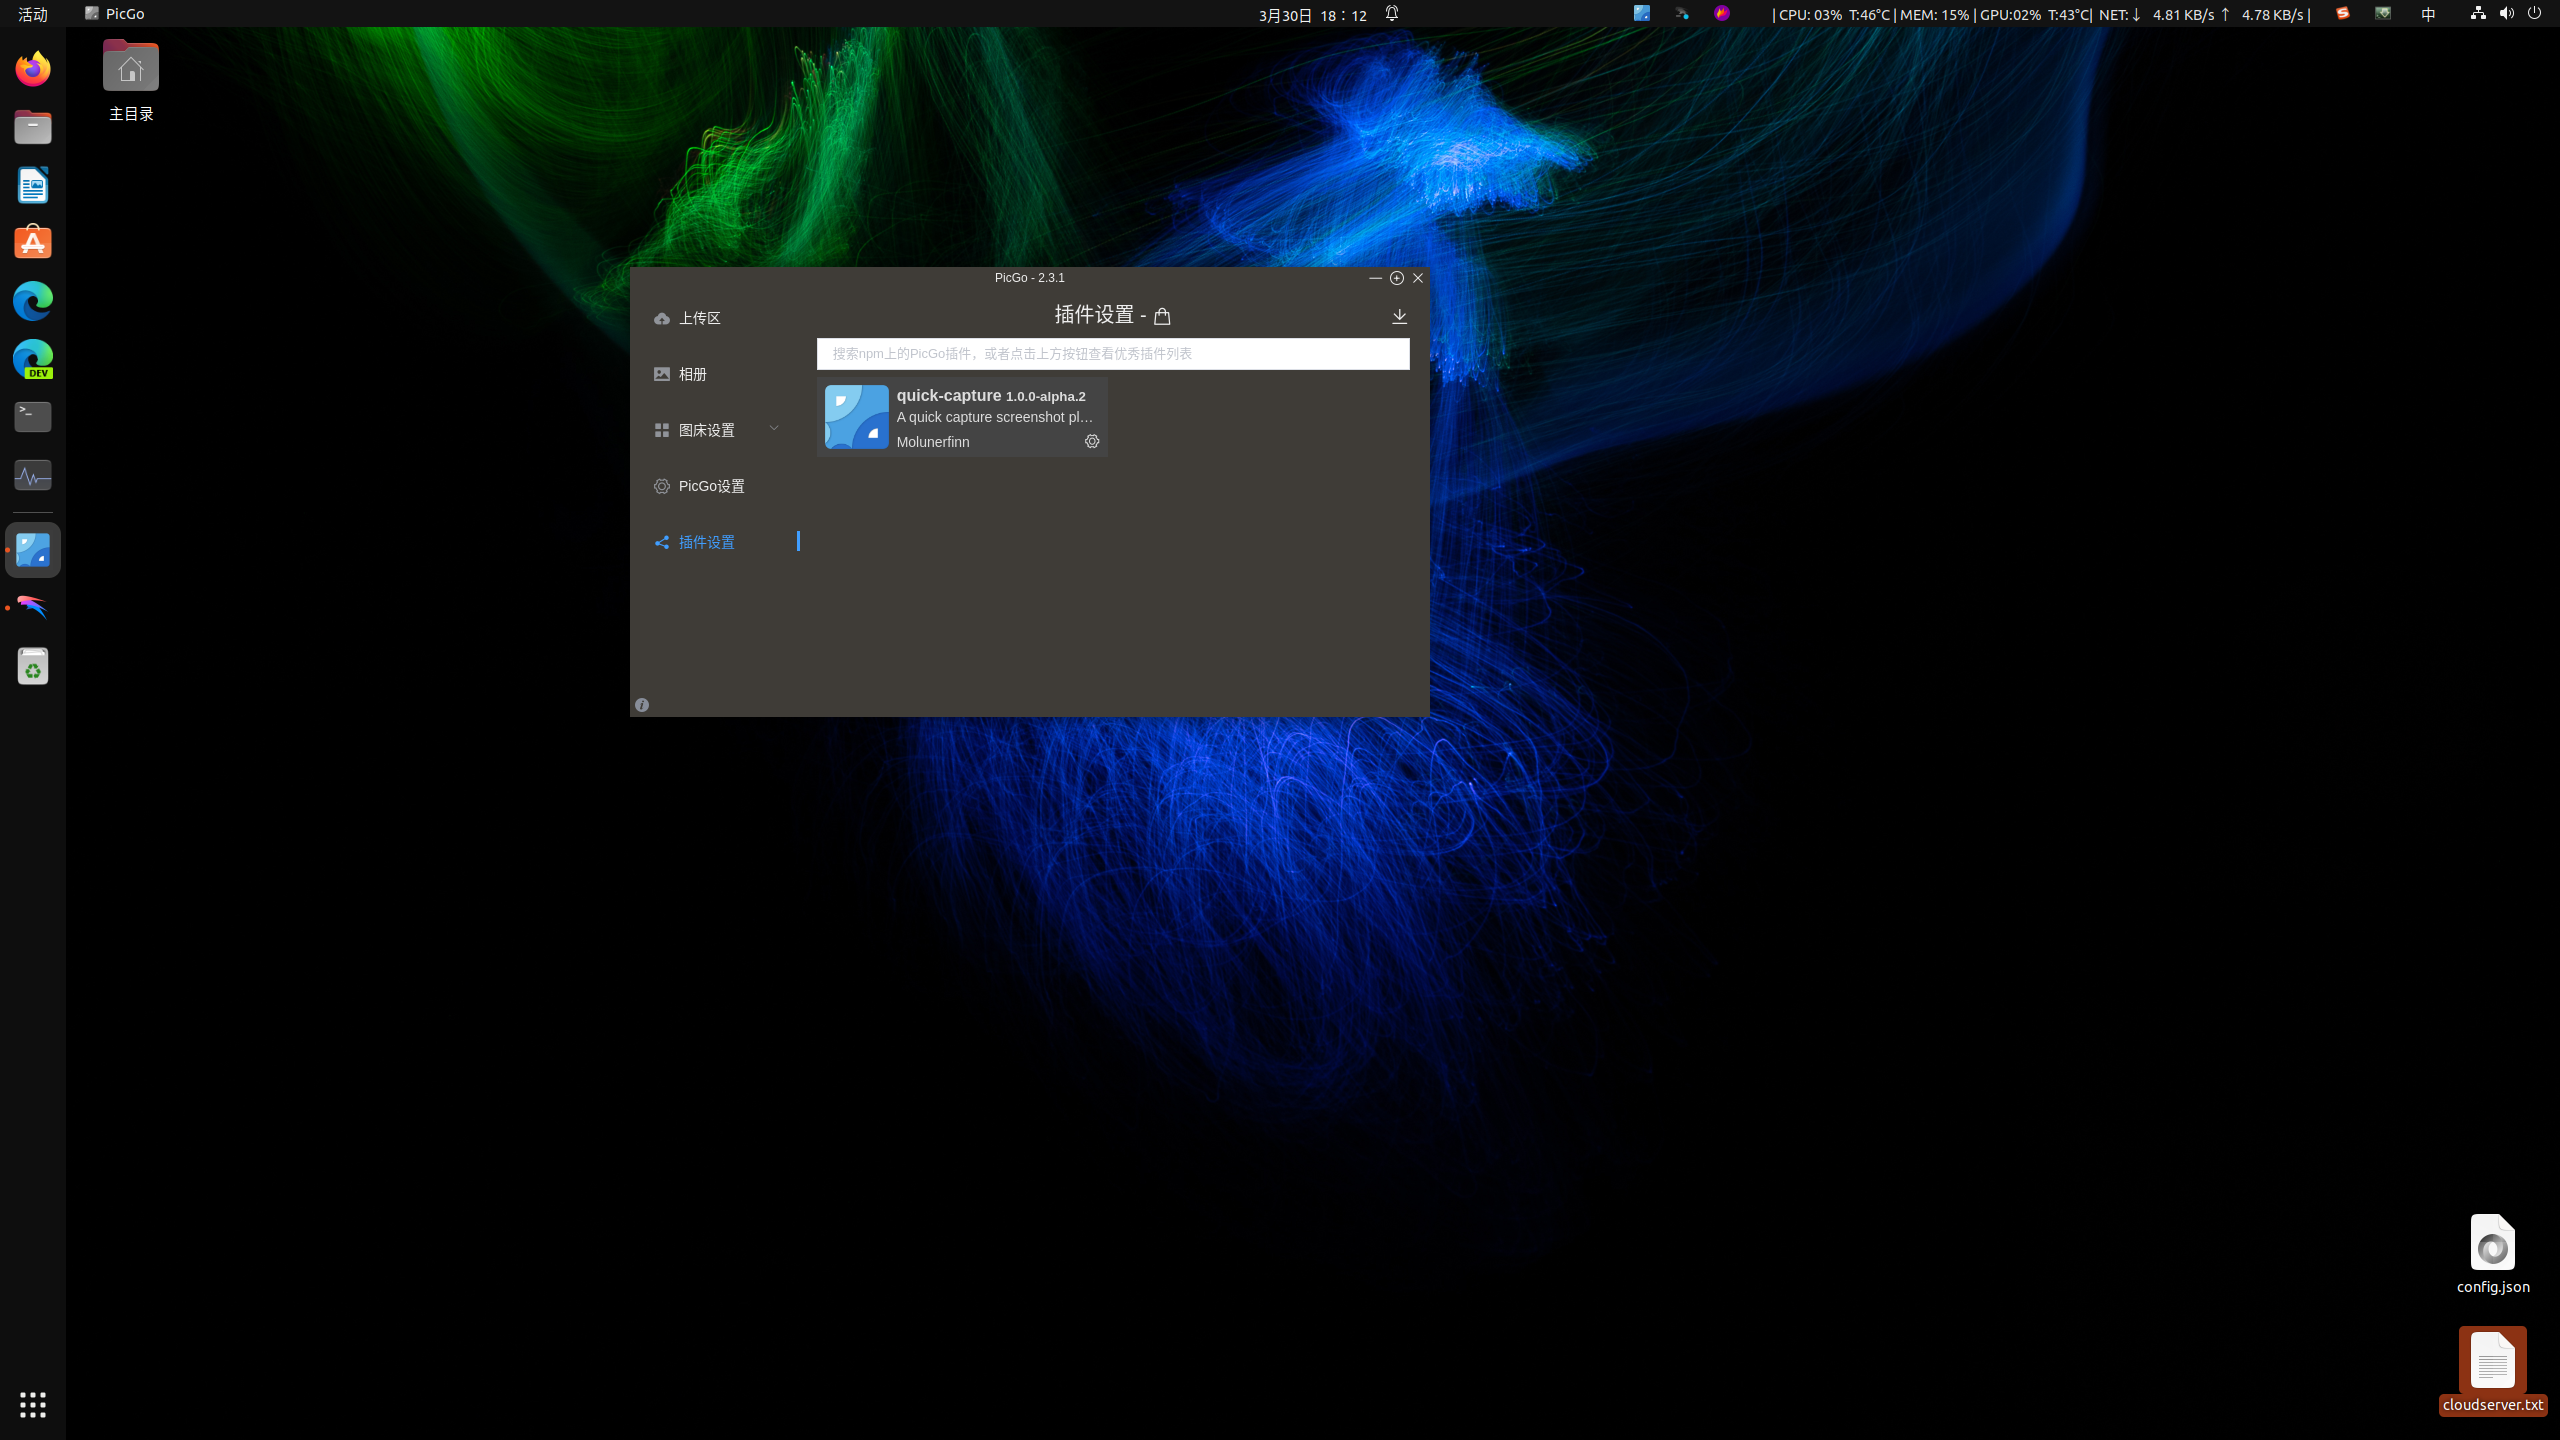 活动
PicGo
3月30日 18：12
| CPU: 03% T:46°C | MEM: 15% | GPU:02% T:43°C| NET:↓ 4.81 KB/s ↑ 4.78 KB/s |
中
主目录
DEV
PicGo - 2.3.1
上传区
相册
图床设置
PicGo设置
插件设置
插件设置 -
搜索npm上的PicGo插件，或者点击上方按钮查看优秀插件列表
quick-capture 1.0.0-alpha.2
A quick capture screenshot pl…
Molunerfinn
config.json
cloudserver.txt